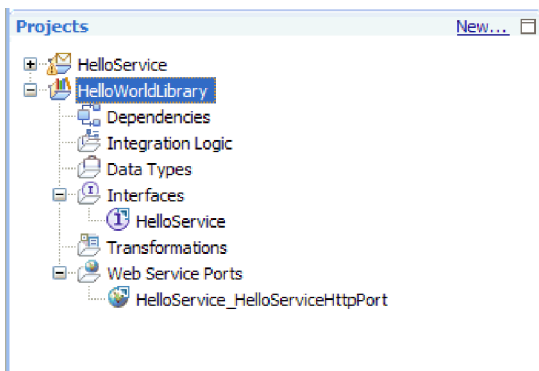 Projects New...
HelloService
HelloWorldLibrary
Dependencies
Integration Logic
Data Types
Interfaces
HelloService
Transformations
Web Service Ports
HelloService_HelloServiceHttpPort